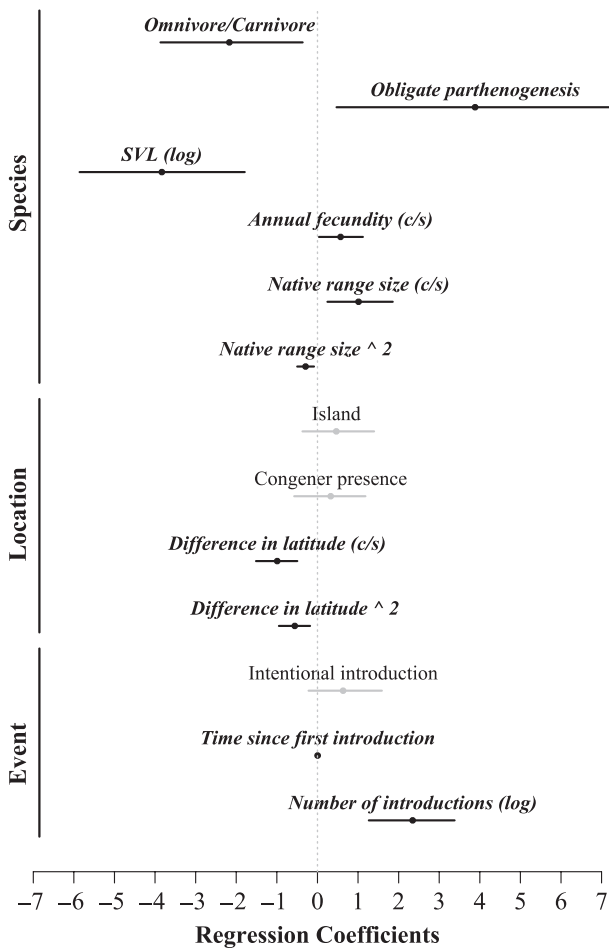 Omnivore/Carnivore
Obligate parthenogenesis
SVL (log)
Annual fecundity (c/s)
Native range size (c/s)
Native range size ^ 2
Species
Island
Congener presence
Difference in latitude (c/s)
Difference in latitude ^ 2
Location
Intentional introduction
Time since first introduction
Number of introductions (log)
Event
−7 −6 −5 −4 −3 −2 −1 0 1 2 3 4 5 6 7
Regression Coefficients